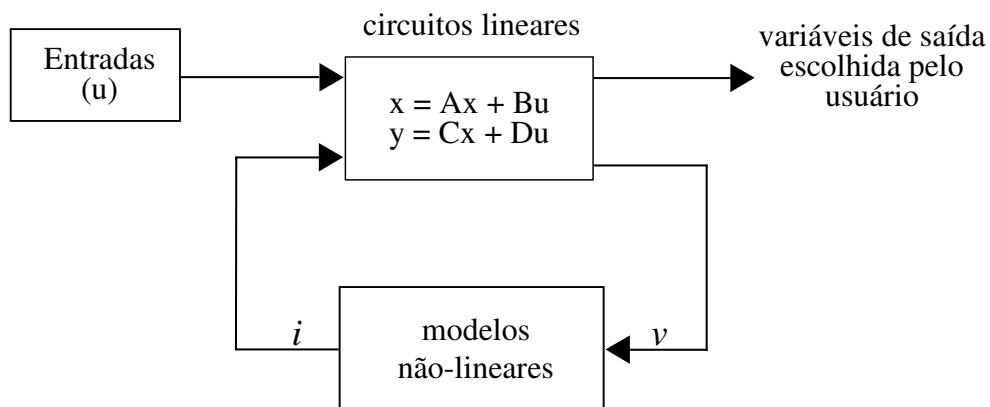 circuitos lineares
Entradas
(u)
x = Ax + Bu
y = Cx + Du
variáveis de saída
escolhida pelo
usuário
i
modelos
não-lineares
v